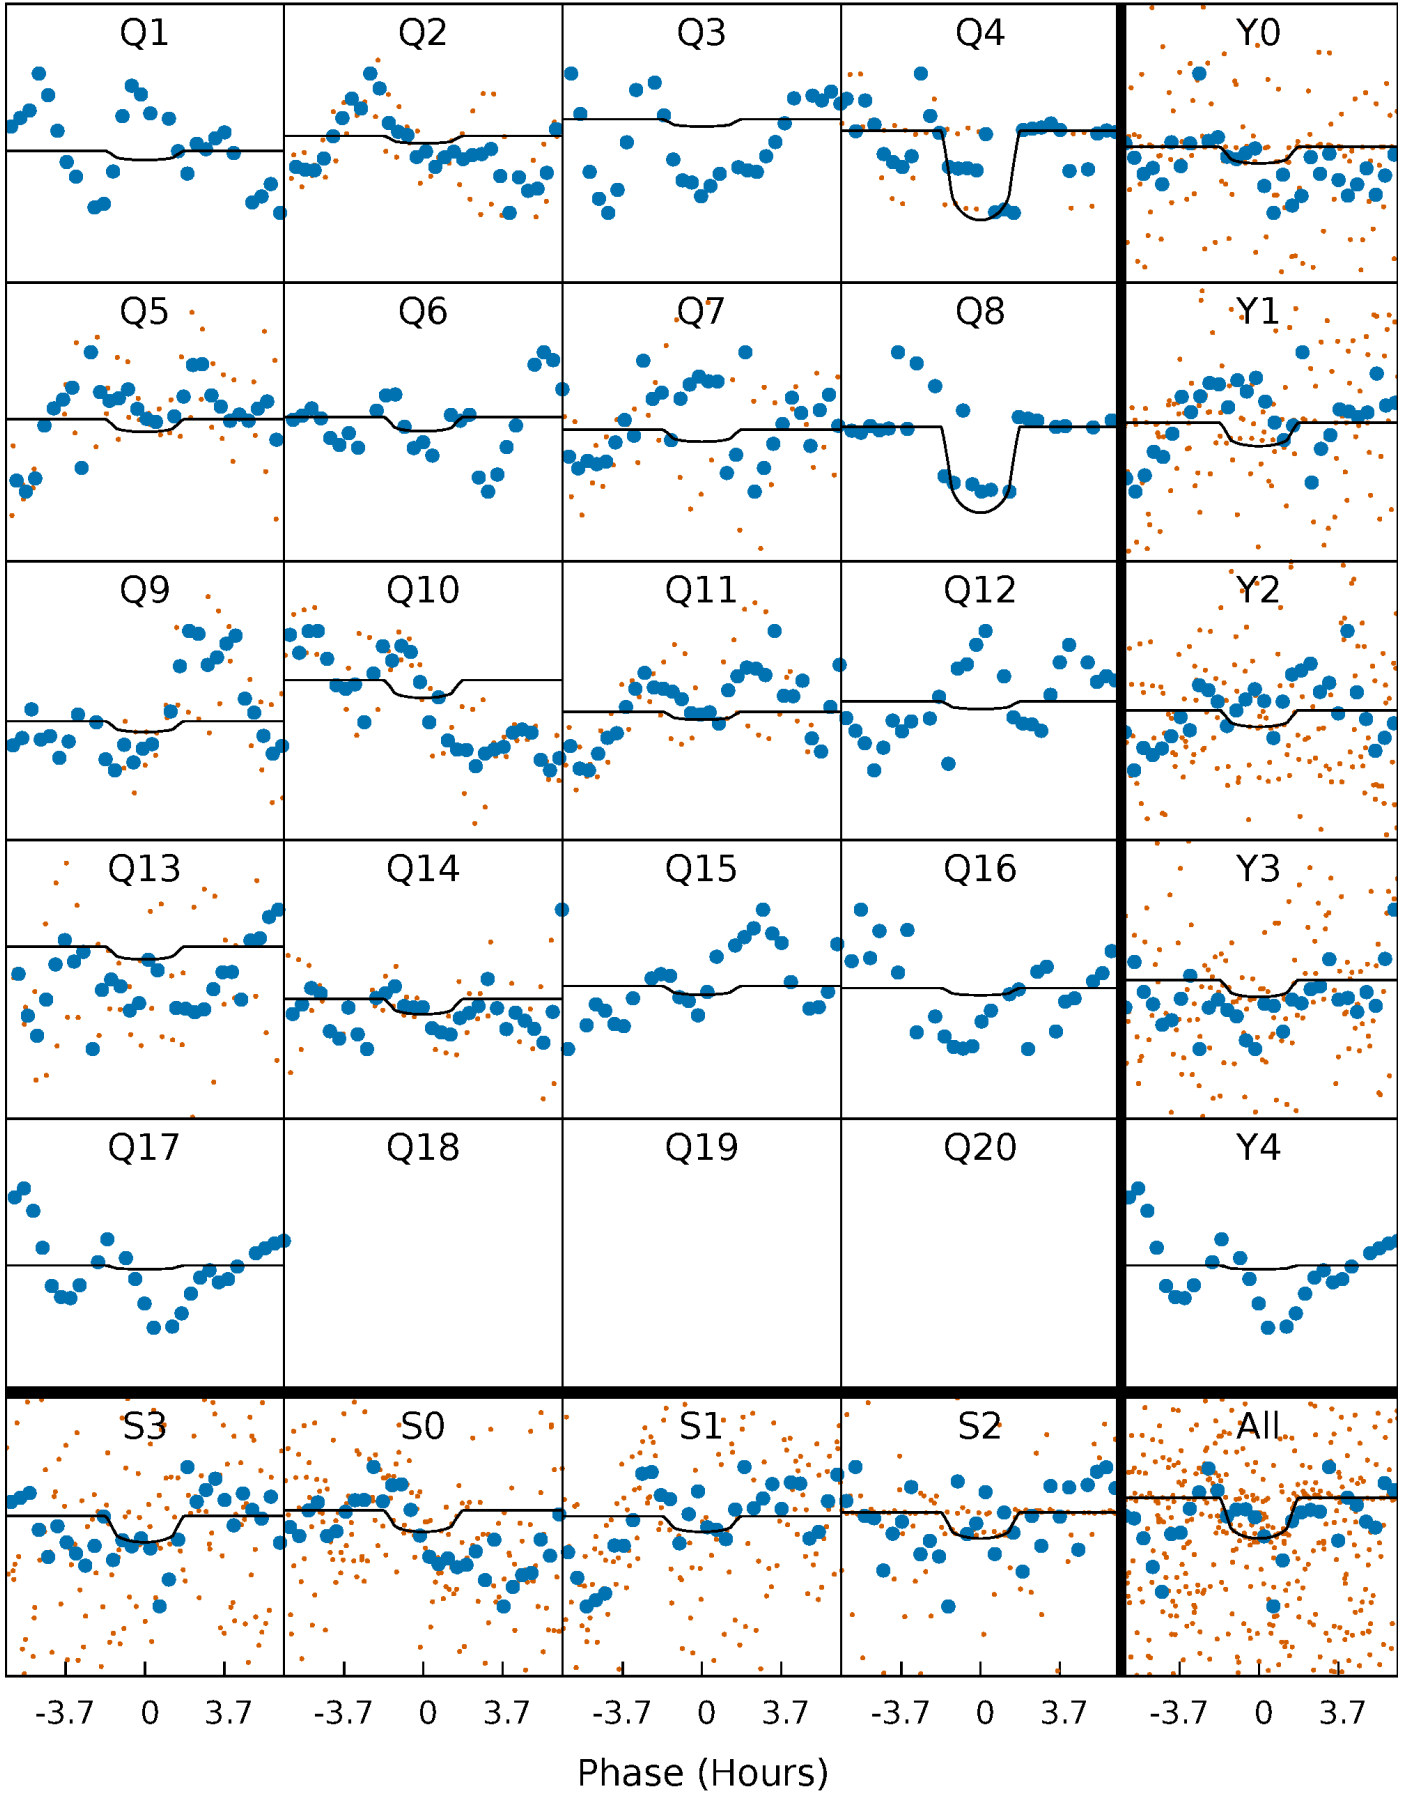 Q1 Q2 Q3 Q4 Y0
Q5 Q6 Q7 Q8 Y1
Q9 Q10 Q11 Q12 Y2
Q13 Q14 Q15 Q16 Y3
Q17 Q18 Q19 Q20 Y4
S3 S0 S1 S2 All
-3.7 0 3.7 -3.7 0 3.7 -3.7 0 3.7 -3.7 0 3.7 -3.7 0 3.7
Phase (Hours)